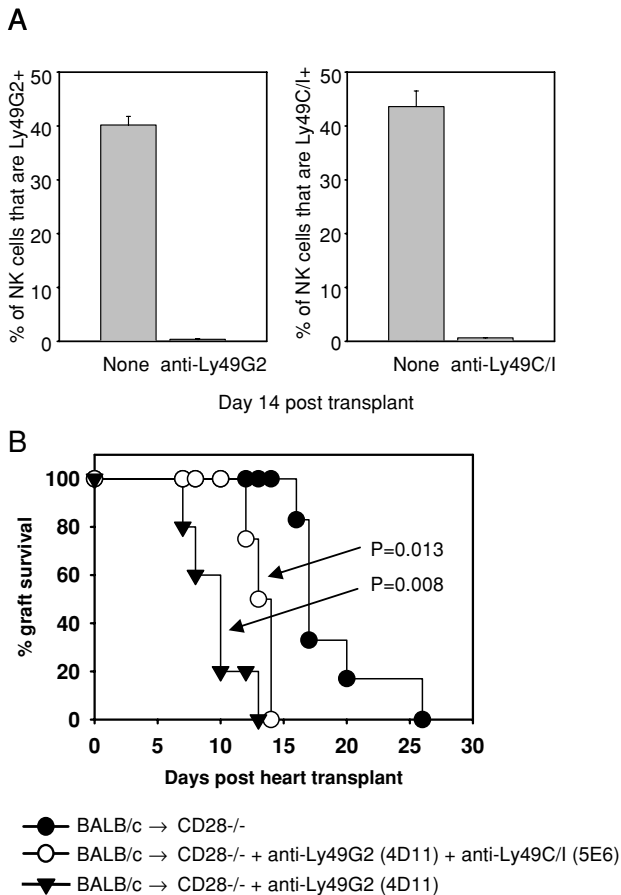 A
% of NK cells that are Ly49G2+
50
40
30
20
10
0
None anti-Ly49G2
% of NK cells that are Ly49C/I+
50
40
30
20
10
0
None anti-Ly49C/I
Day 14 post transplant
B
% graft survival
100
80
60
40
20
0
P=0.013
P=0.008
0 5 10 15 20 25 30
Days post heart transplant
BALB/c → CD28-/-
BALB/c → CD28-/- + anti-Ly49G2 (4D11) + anti-Ly49C/I (5E6)
BALB/c → CD28-/- + anti-Ly49G2 (4D11)